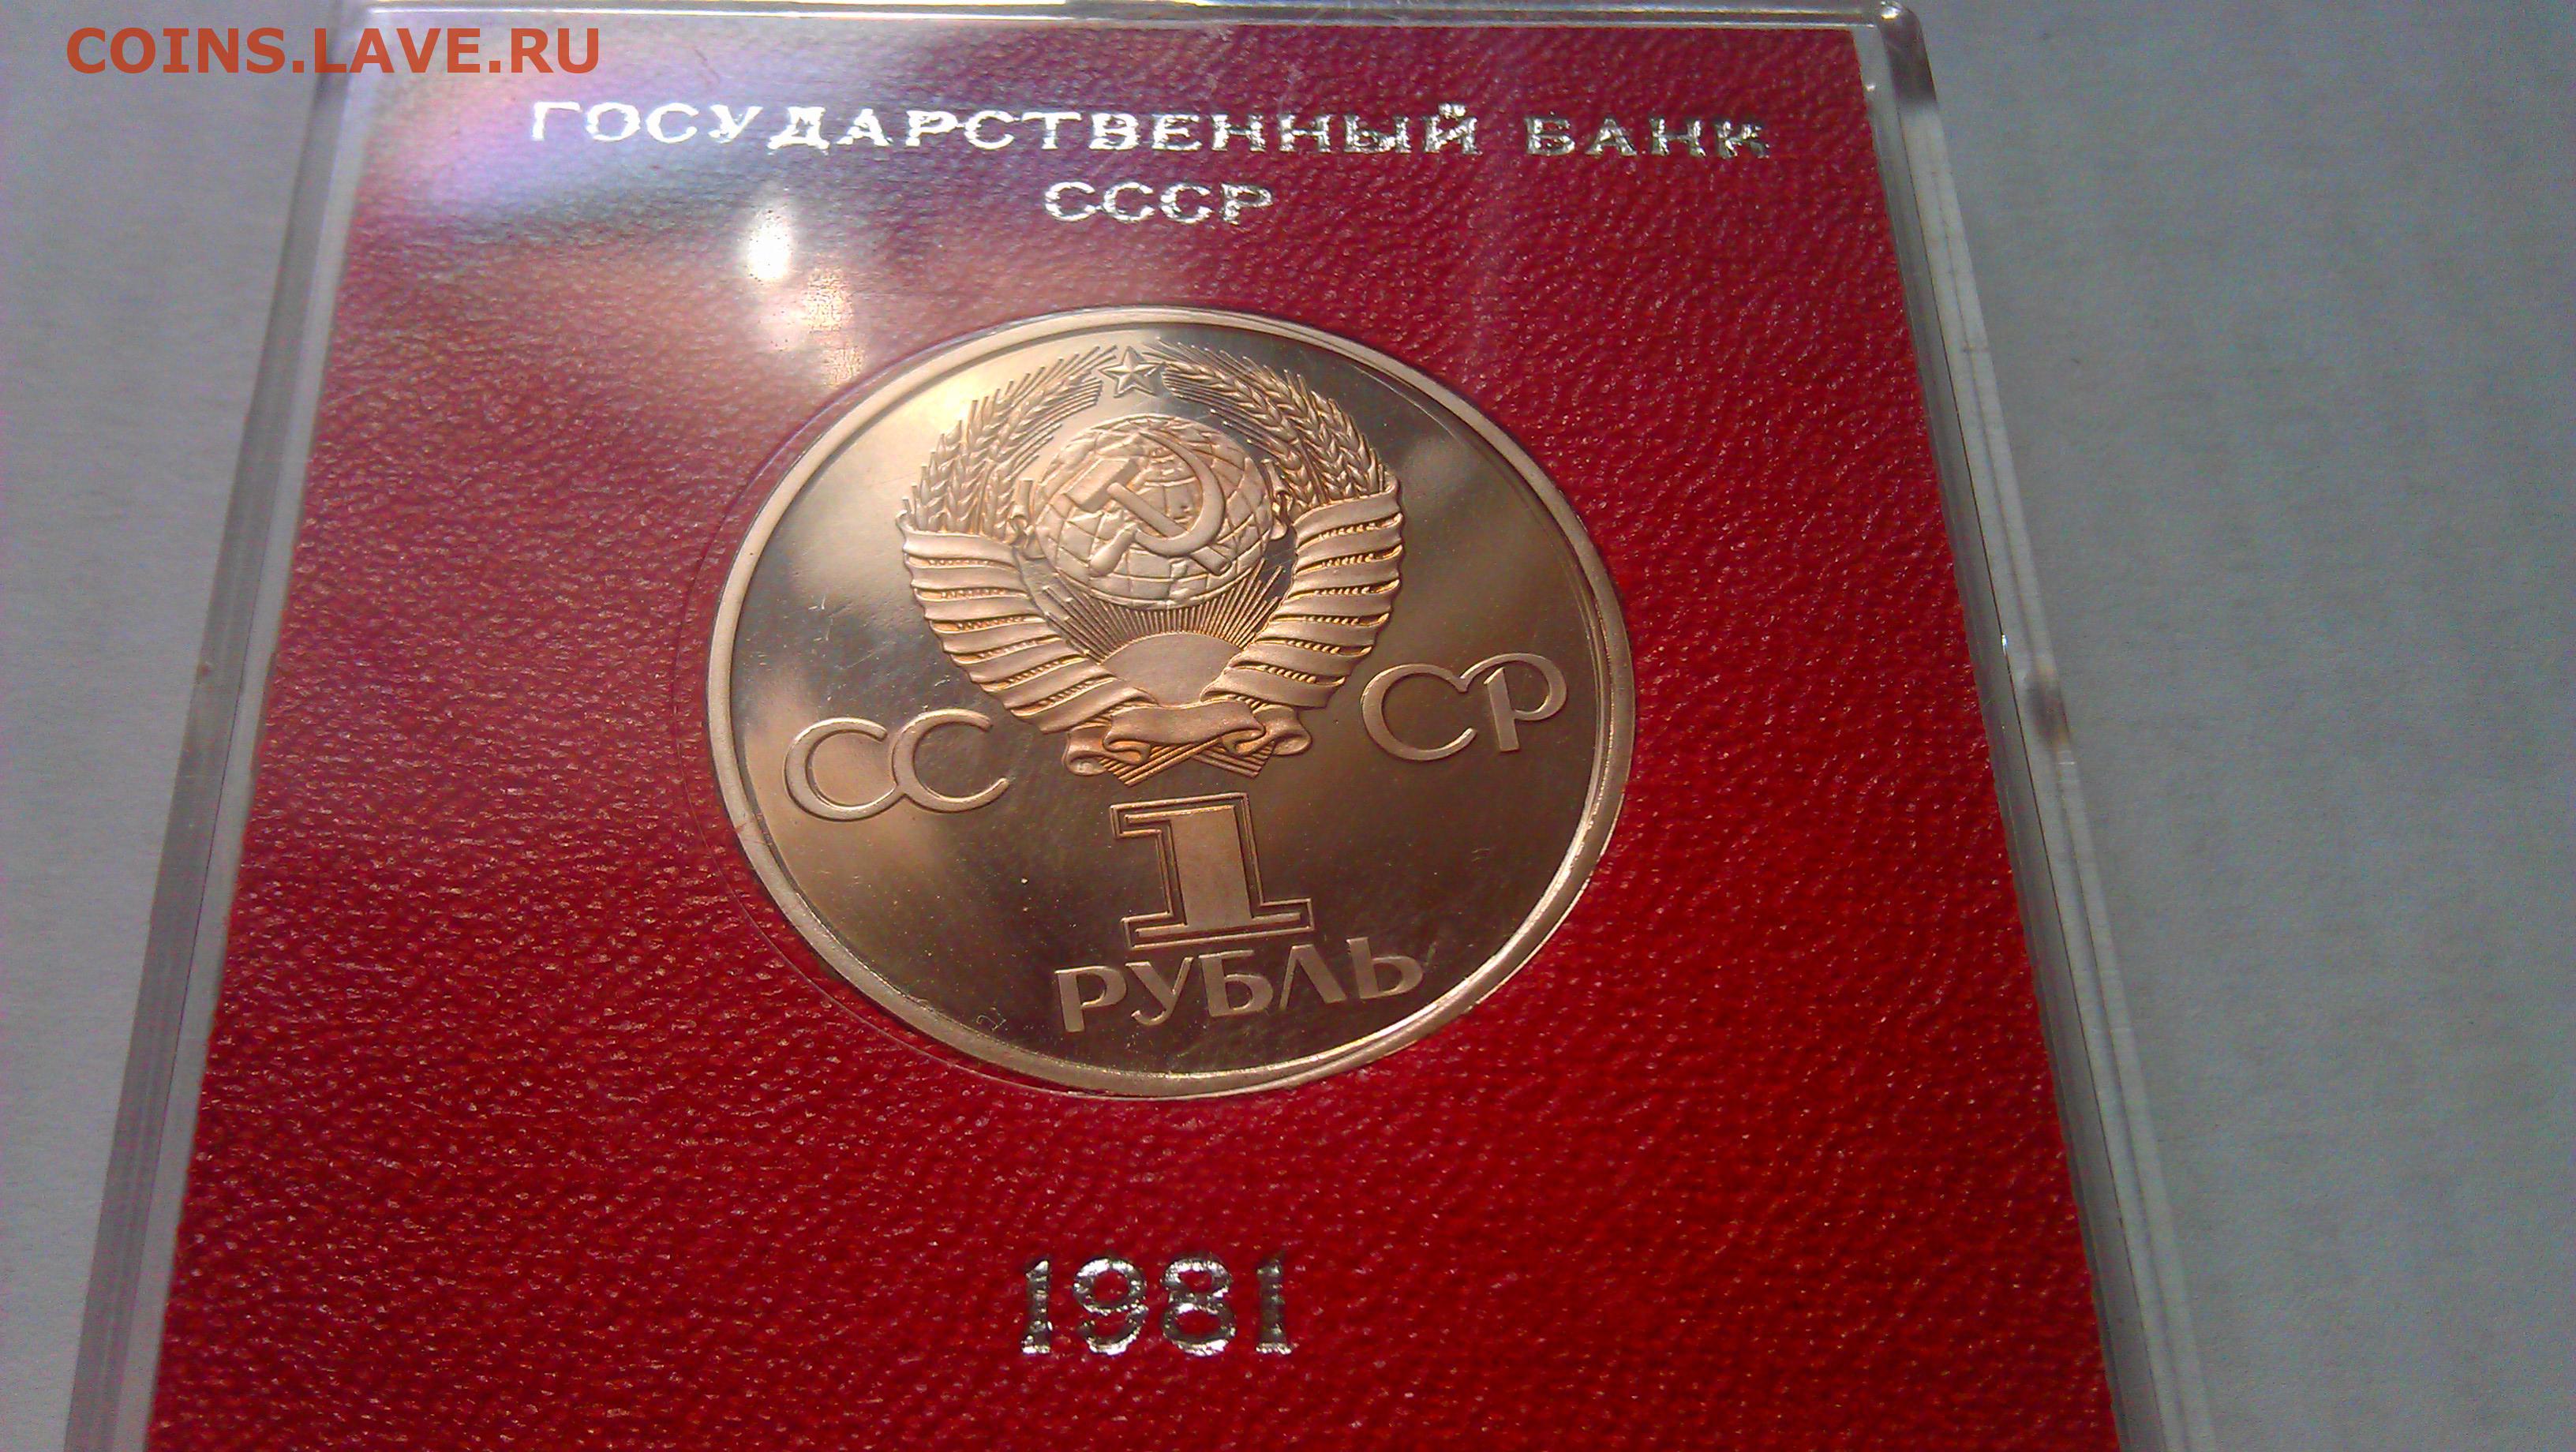 COINS.LAVE.RU
ГОСУДАРСТВЕННЫЙ БАНК
СССР
СС СР
1
РУБЛЬ
1981